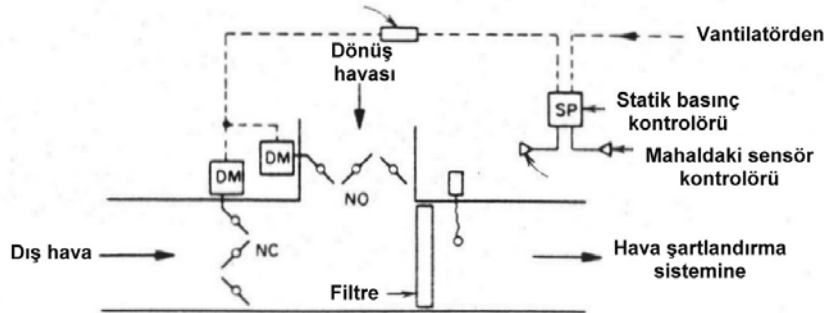 Dönüş
havası
Vantilatörden
SP
Statik basınç
kontrolörü
Mahaldaki sensör
kontrolörü
DM
DM
NO
NC
Dış hava
Filtre
Hava şartlandırma
sistemine